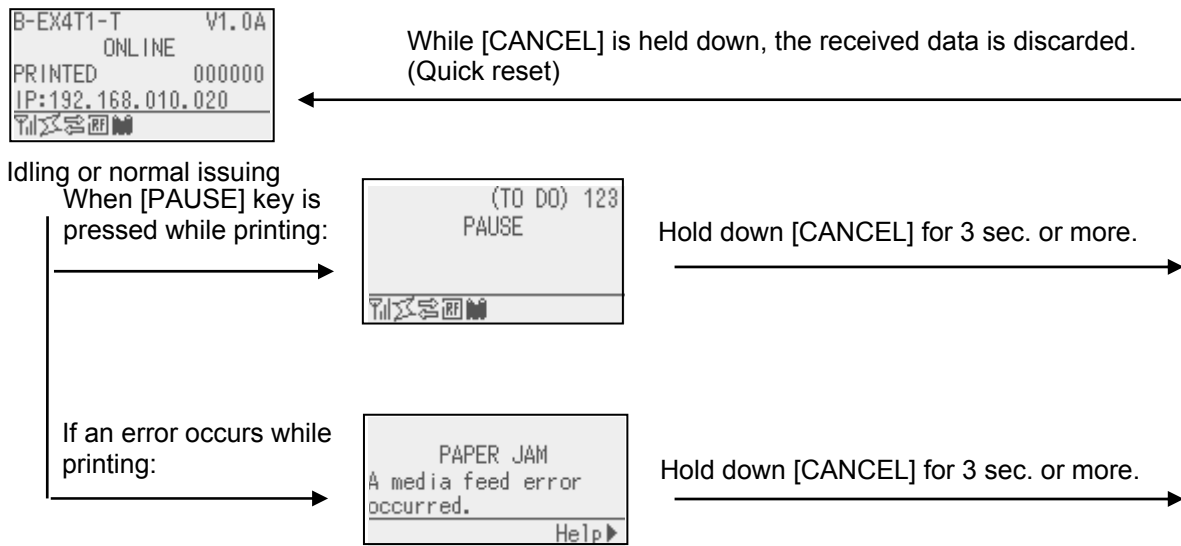 B-EX4T1-T V1.0A
ONLINE
PRINTED 000000
IP:192.168.010.020
RF
While [CANCEL] is held down, the received data is discarded.
(Quick reset)
Idling or normal issuing
When [PAUSE] key is
pressed while printing:
(TO DO) 123
PAUSE
RF
Hold down [CANCEL] for 3 sec. or more.
If an error occurs while
printing:
PAPER JAM
A media feed error
occurred.
Help
Hold down [CANCEL] for 3 sec. or more.